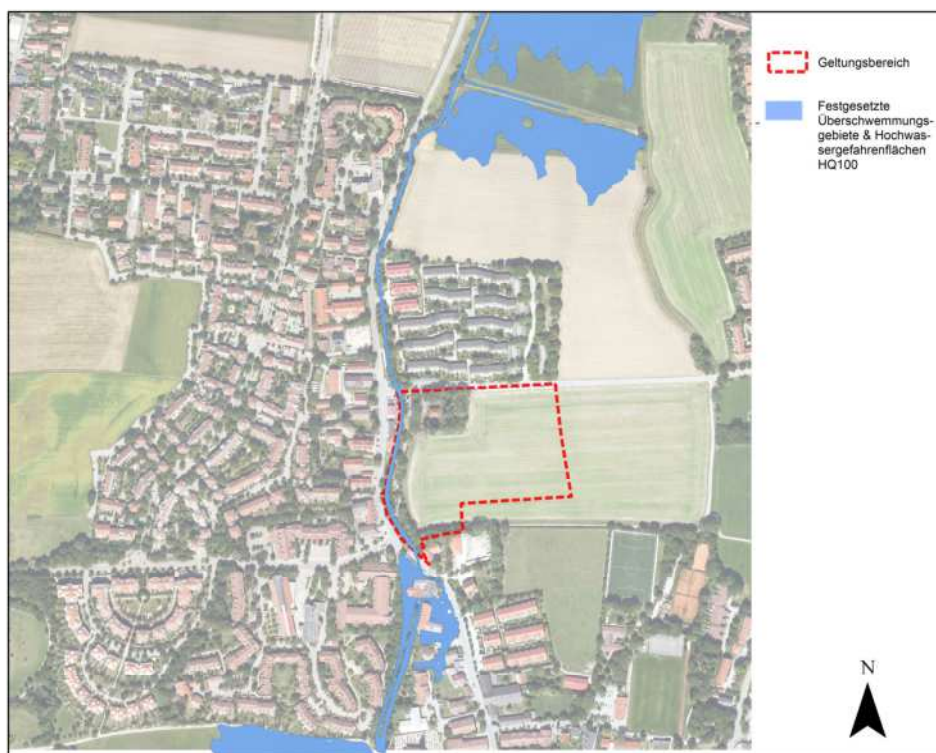 Geltungsbereich
Festgesetzte
Überschwemmungs-
gebiete & Hochwas-
sergefahrenflächen
HQ100
N